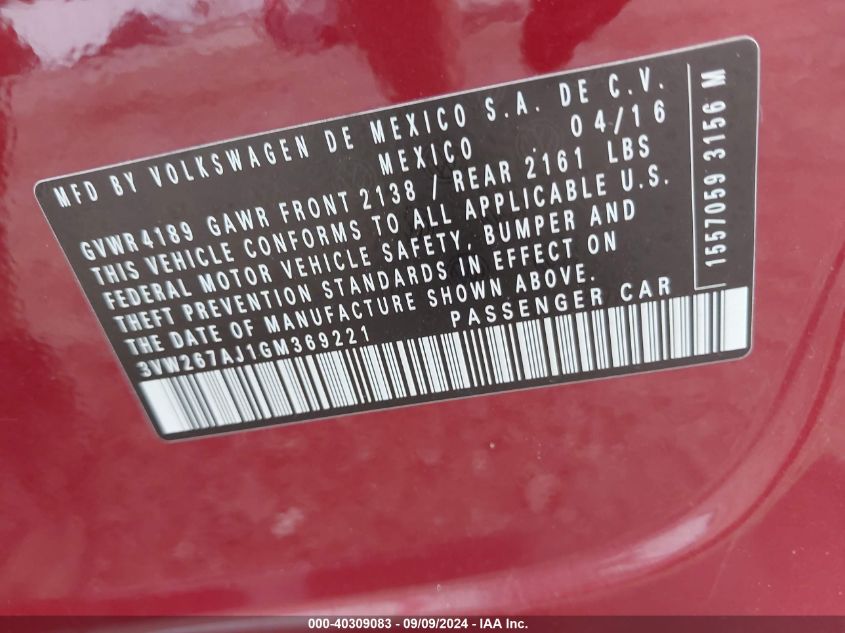 MFD BY VOLKSWAGEN DE MEXICO S.A. DE C.V.
MEXICO 04/16
GVWR4189 GAWR FRONT 2138 / REAR 2161 LBS
THIS VEHICLE CONFORMS TO ALL APPLICABLE U.S.
FEDERAL MOTOR VEHICLE SAFETY, BUMPER AND
THEFT PREVENTION STANDARDS IN EFFECT ON
THE DATE OF MANUFACTURE SHOWN ABOVE.
3VW267AJ1GM369221 PASSENGER CAR
1557059 3156 M
000-40309083 - 09/09/2024 - IAA Inc.